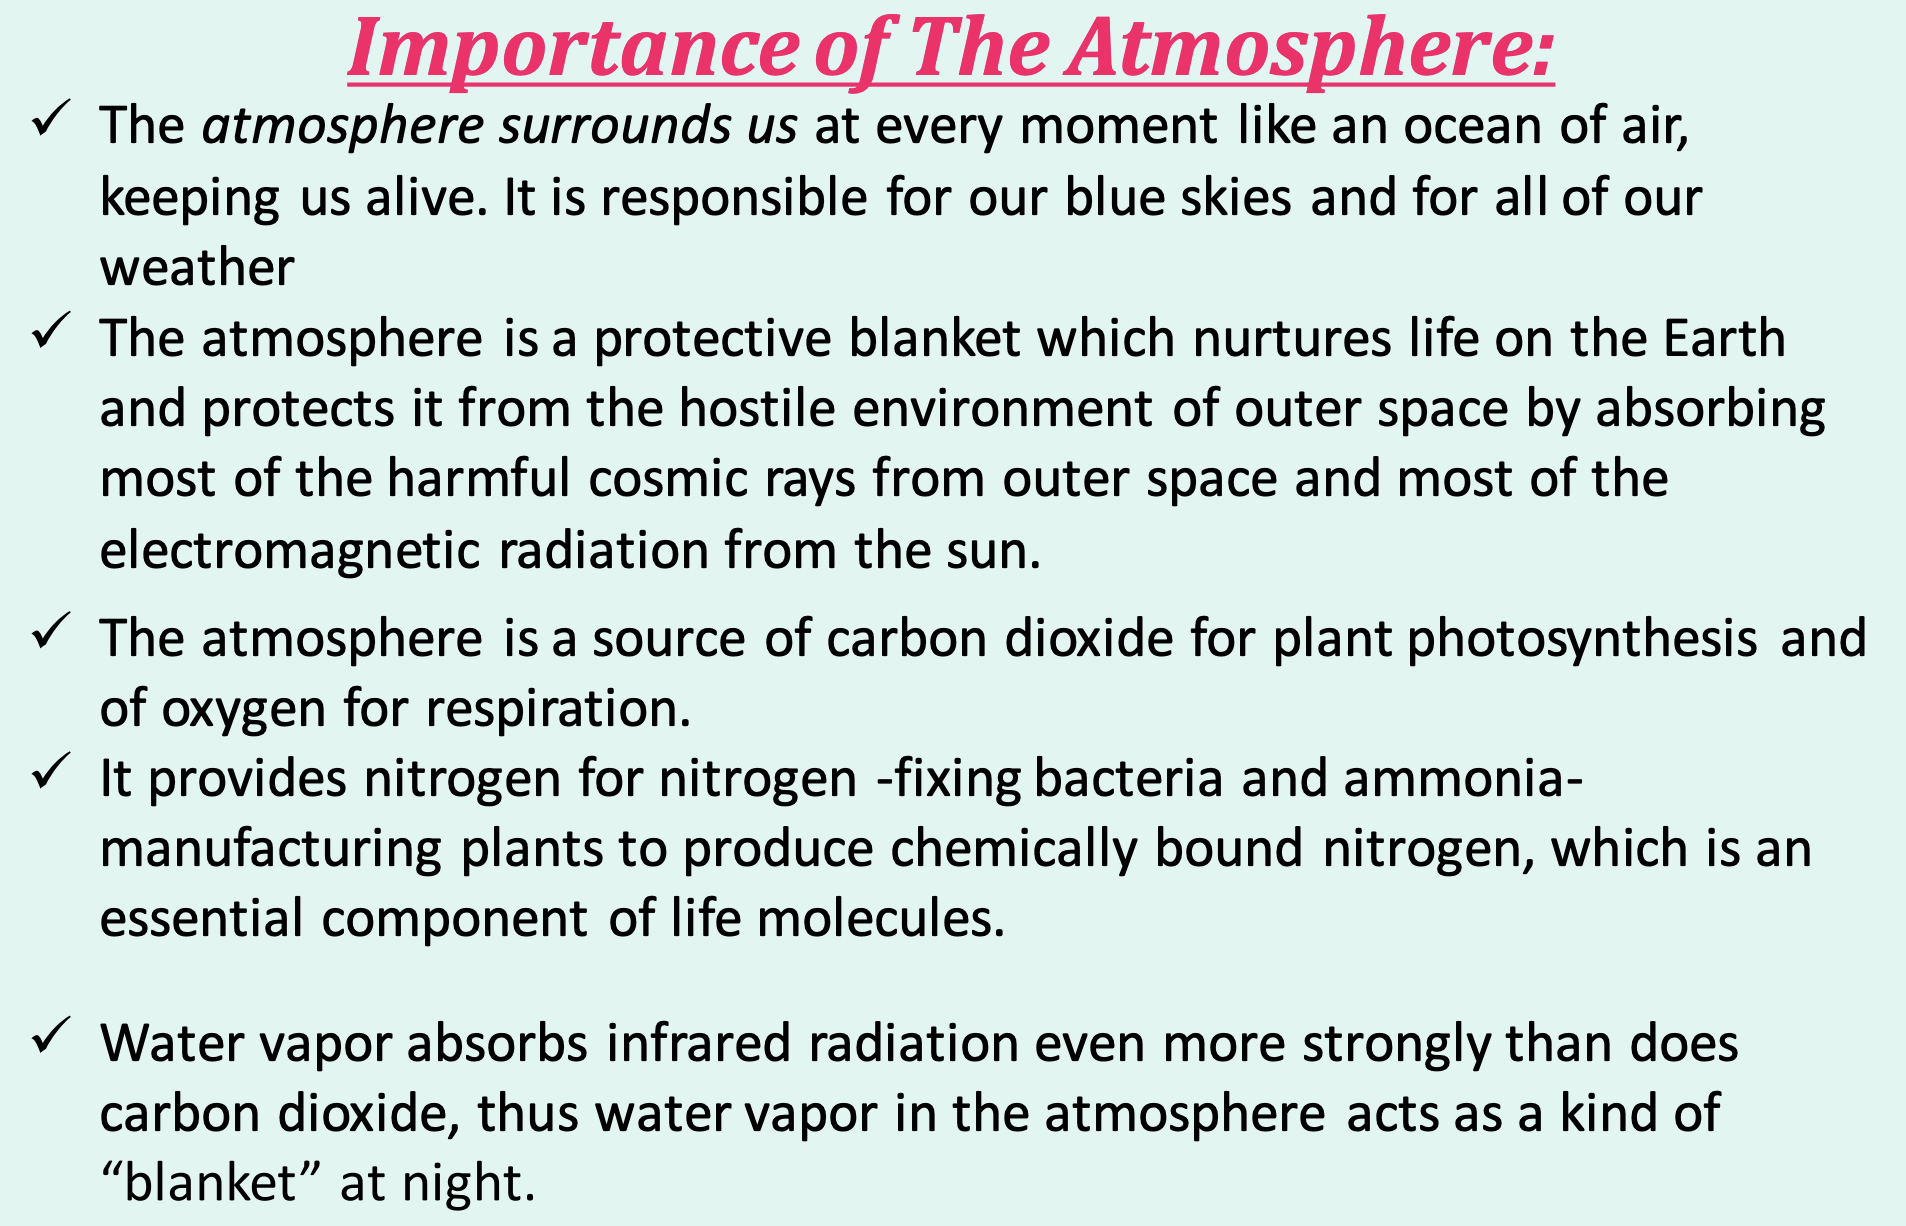 Importance of The Atmosphere:
✓ The atmosphere surrounds us at every moment like an ocean of air,
keeping us alive. It is responsible for our blue skies and for all of our
weather
✓ The atmosphere is a protective blanket which nurtures life on the Earth
and protects it from the hostile environment of outer space by absorbing
most of the harmful cosmic rays from outer space and most of the
electromagnetic radiation from the sun.
✓ The atmosphere is a source of carbon dioxide for plant photosynthesis and
of oxygen for respiration.
✓ It provides nitrogen for nitrogen -fixing bacteria and ammonia-
manufacturing plants to produce chemically bound nitrogen, which is an
essential component of life molecules.
✓ Water vapor absorbs infrared radiation even more strongly than does
carbon dioxide, thus water vapor in the atmosphere acts as a kind of
“blanket” at night.